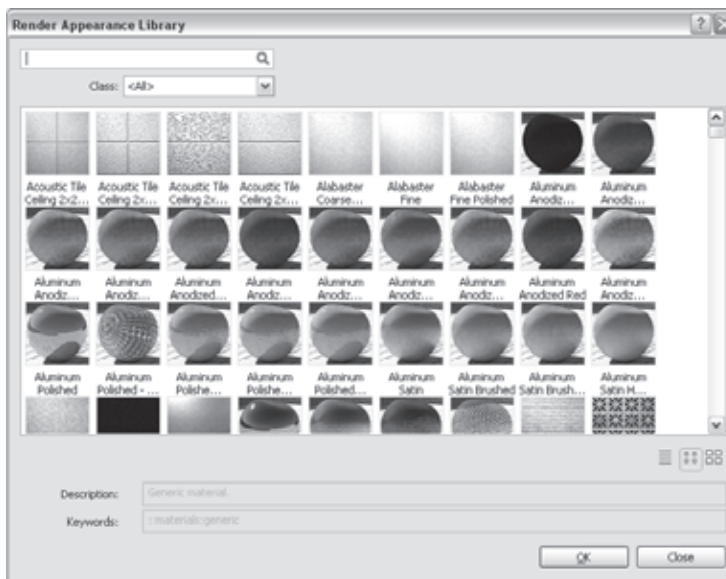 Render Appearance Library
Class: <All>
Acoustic Tile Acoustic Tile Acoustic Tile Acoustic Tile Alabaster Alabaster Alabaster Aluminum Aluminum
Ceiling 2x2... Ceiling 2x... Ceiling 2x... Ceiling 2x... Coarse... Fine Fine Polished Anodiz... Anodiz...
Aluminum Aluminum Aluminum Aluminum Aluminum Aluminum Aluminum Aluminum Aluminum
Anodiz... Anodiz... Anodized... Anodiz... Anodiz... Anodiz... Anodiz... Anodized Red Anodiz...
Aluminum Aluminum Aluminum Aluminum Aluminum Aluminum Aluminum Aluminum Aluminum
Polished Polished - ... Polishe... Polishe... Polished... Satin Satin Brushed Satin Brush... Satin H...
Description: Generic material.
Keywords: :materials:generic
OK Close